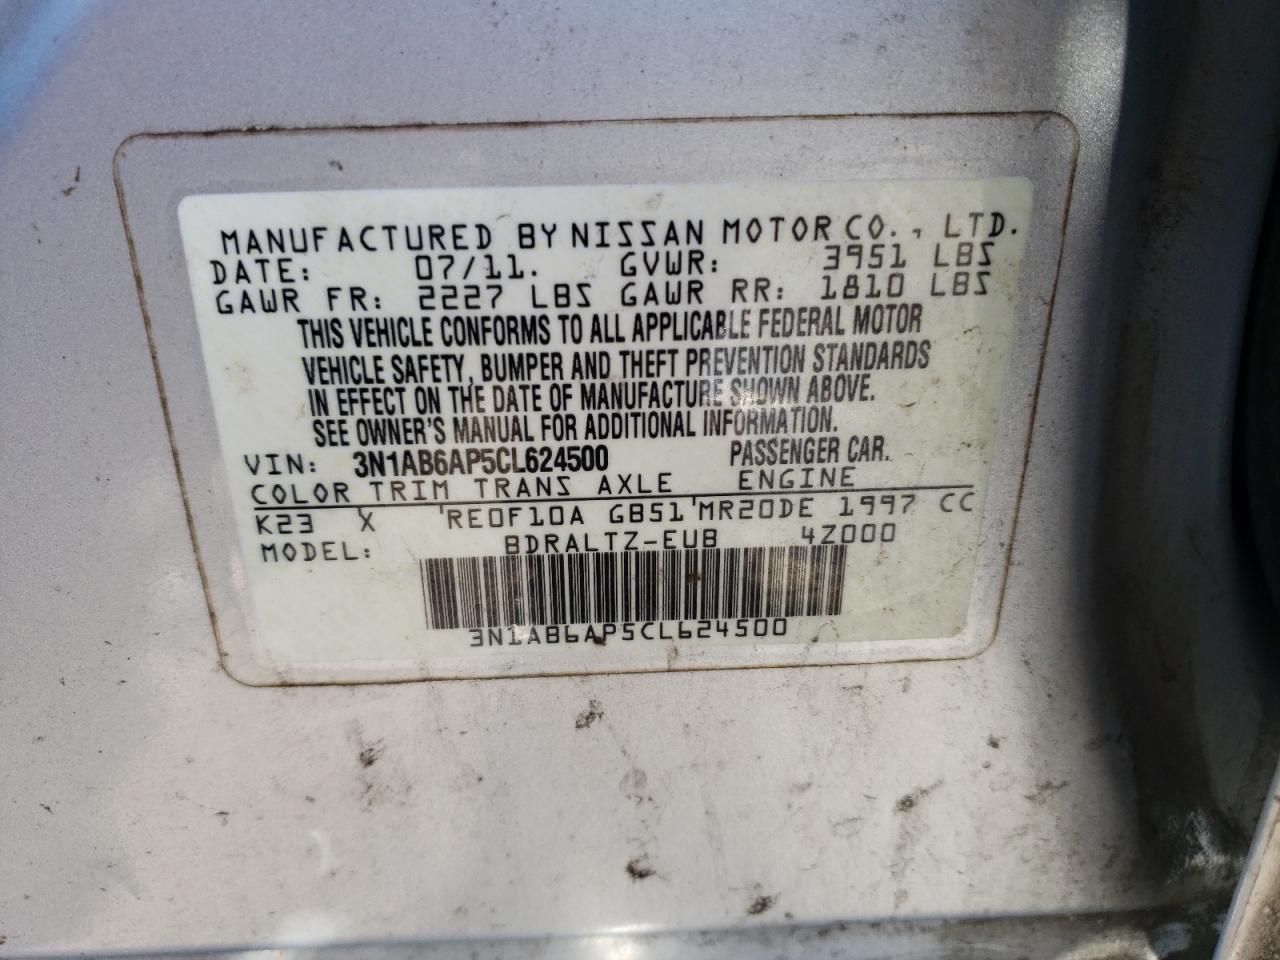 MANUFACTURED BY NISSAN MOTOR CO., LTD.
DATE: 07/11. GVWR: 3951 LBS
GAWR FR: 2227 LBS GAWR RR: 1810 LBS
THIS VEHICLE CONFORMS TO ALL APPLICABLE FEDERAL MOTOR
VEHICLE SAFETY, BUMPER AND THEFT PREVENTION STANDARDS
IN EFFECT ON THE DATE OF MANUFACTURE SHOWN ABOVE.
SEE OWNER'S MANUAL FOR ADDITIONAL INFORMATION.
VIN: 3N1AB6AP5CL624500 PASSENGER CAR.
COLOR TRIM TRANS AXLE ENGINE
K23 X 'RE0F10A GB51'MR20DE 1997 CC
MODEL: BDRALTZ-EUB 4Z000
3N1AB6AP5CL624500